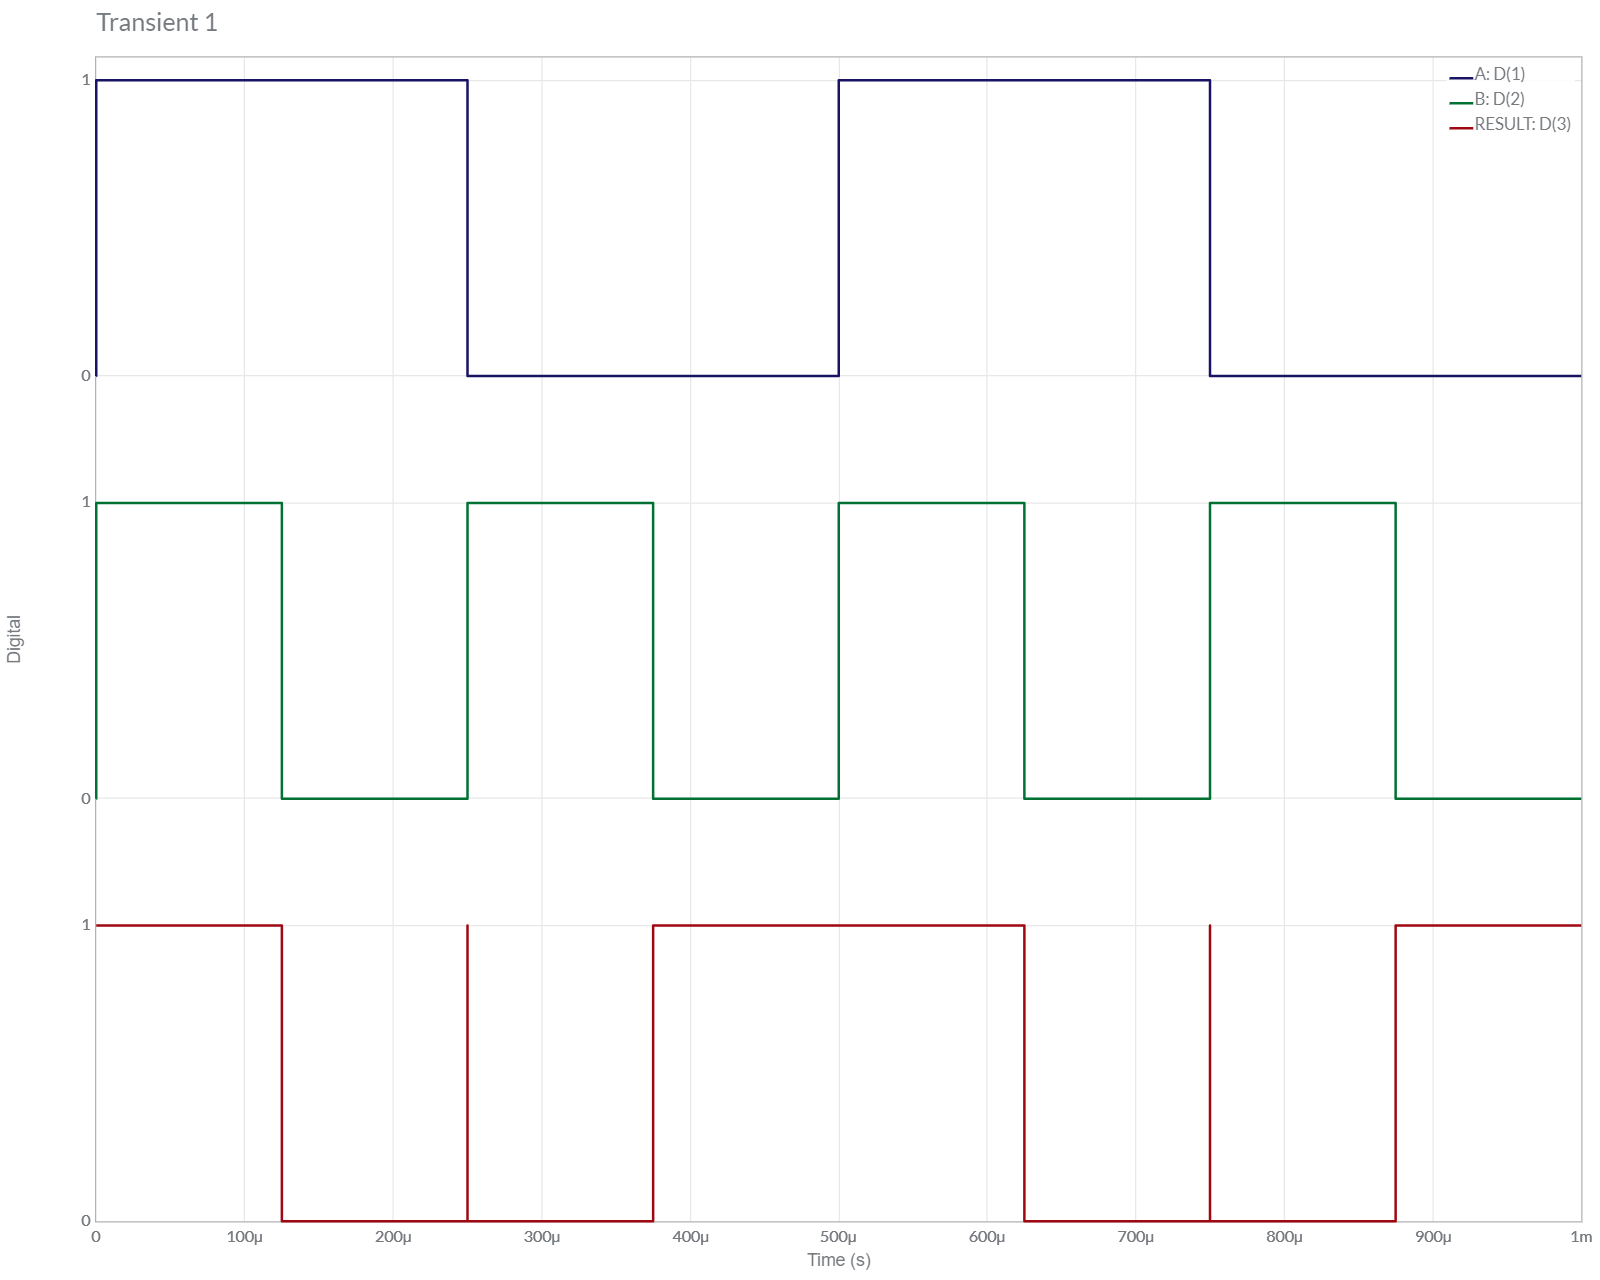 Transient 1
A: D(1)
B: D(2)
RESULT: D(3)
1
0
1
0
1
0
Digital
0 100µ 200µ 300µ 400µ 500µ 600µ 700µ 800µ 900µ 1m
Time (s)